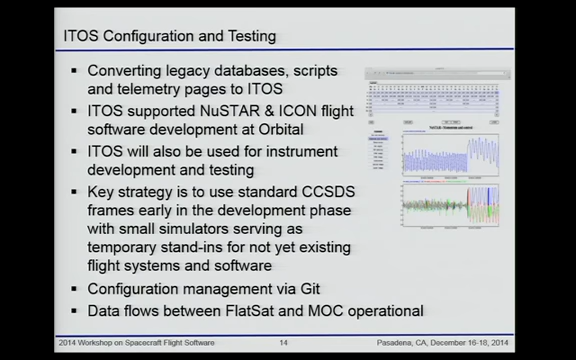 ITOS Configuration and Testing
Converting legacy databases, scripts
and telemetry pages to ITOS
ITOS supported NuSTAR & ICON flight
software development at Orbital
ITOS will also be used for instrument
development and testing
Key strategy is to use standard CCSDS
frames early in the development phase
with small simulators serving as
temporary stand-ins for not yet existing
flight systems and software
Configuration management via Git
Data flows between FlatSat and MOC operational
2014 Workshop on Spacecraft Flight Software
14
Pasadena, CA, December 16-18, 2014